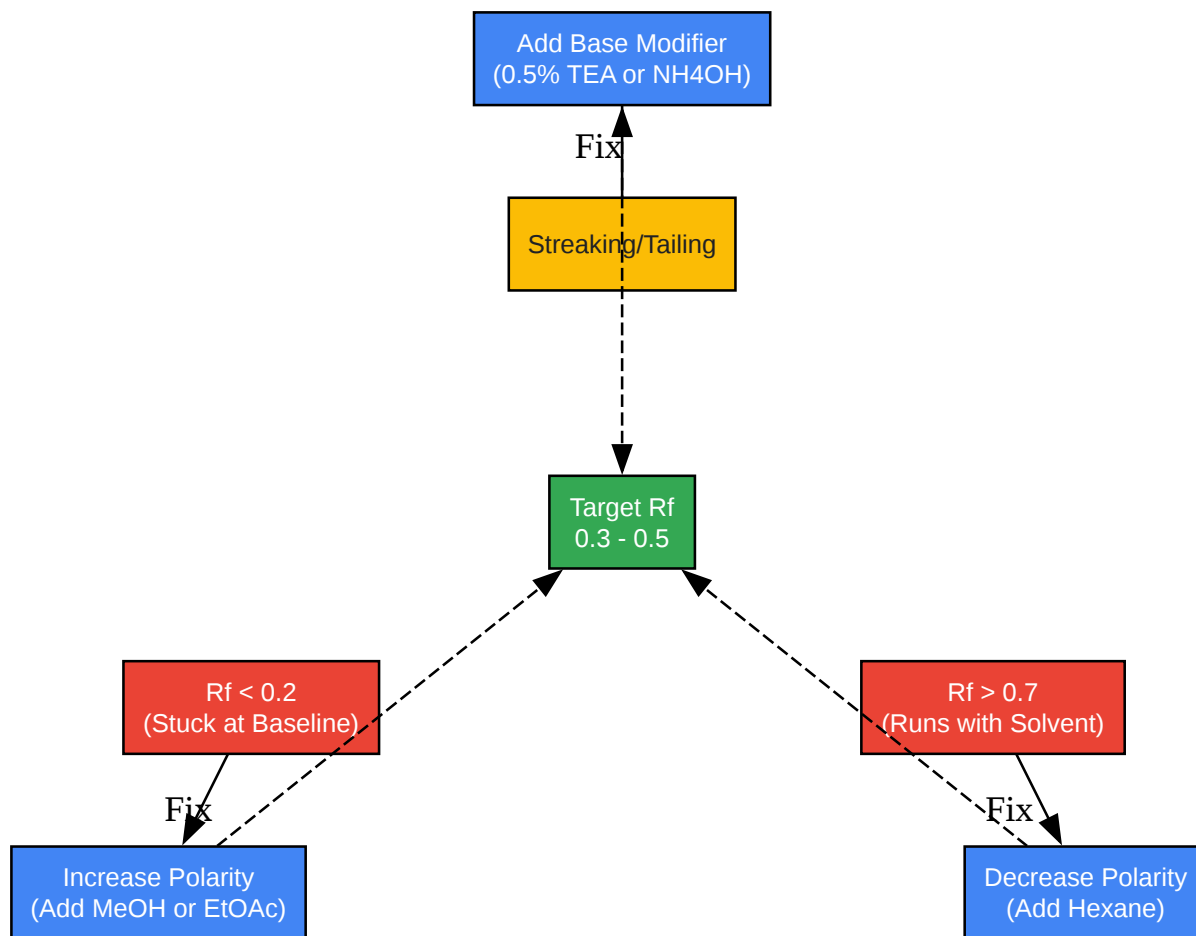 Add Base Modifier
(0.5% TEA or NH4OH)
Fix
Streaking/Tailing
Target Rf
0.3 - 0.5
Rf < 0.2
(Stuck at Baseline)
Rf > 0.7
(Runs with Solvent)
Fix
Fix
Increase Polarity
(Add MeOH or EtOAc)
Decrease Polarity
(Add Hexane)